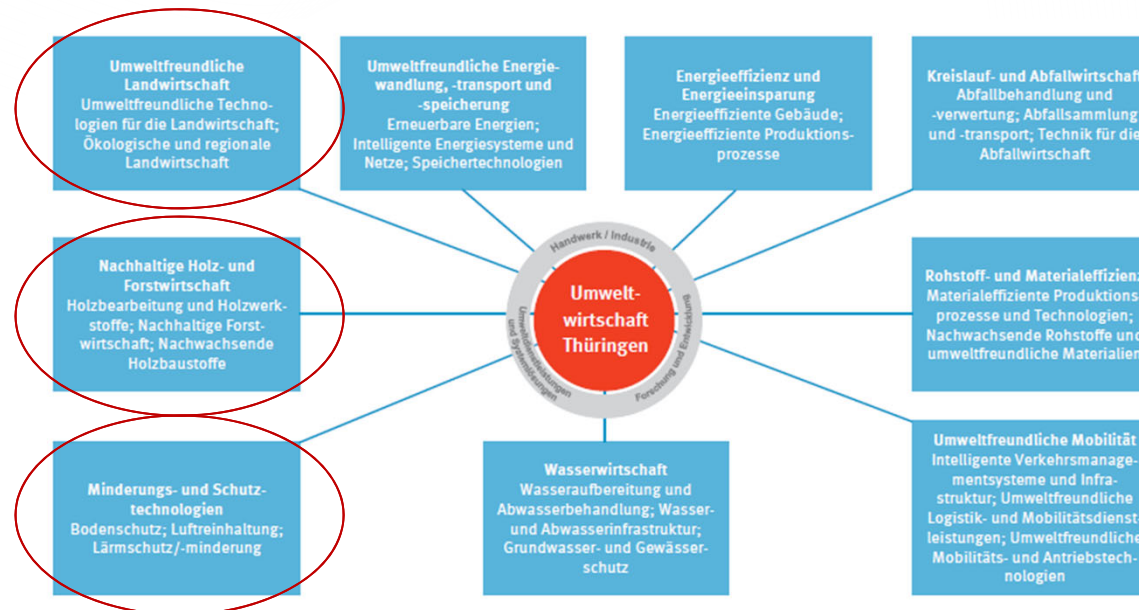 Umweltfreundliche
Landwirtschaft
Umweltfreundliche Techno-
logien für die Landwirtschaft;
Ökologische und regionale
Landwirtschaft
Umweltfreundliche Energie-
wandlung, -transport und
-speicherung
Erneuerbare Energien;
Intelligente Energiesysteme und
Netze; Speichertechnologien
Energieeffizienz und
Energieeinsparung
Energieeffiziente Gebäude;
Energieeffiziente Produktions-
prozesse
Kreislauf- und Abfallwirtschaft
Abfallbehandlung und
-verwertung; Abfallsammlung
und -transport; Technik für die
Abfallwirtschaft
Nachhaltige Holz- und
Forstwirtschaft
Holzbearbeitung und Holzwerk-
stoffe; Nachhaltige Forst-
wirtschaft; Nachwachsende
Holzbaustoffe
Handwerk / Industrie
Umweltdienstleistungen
und Systemlösungen
Forschung und Entwicklung
Umwelt-
wirtschaft
Thüringen
Rohstoff- und Materialeffizienz
Materialeffiziente Produktions-
prozesse und Technologien;
Nachwachsende Rohstoffe und
umweltfreundliche Materialien
Minderungs- und Schutz-
technologien
Bodenschutz; Luftreinhaltung;
Lärmschutz/-minderung
Wasserwirtschaft
Wasseraufbereitung und
Abwasserbehandlung; Wasser-
und Abwasserinfrastruktur;
Grundwasser- und Gewässer-
schutz
Umweltfreundliche Mobilität
Intelligente Verkehrsmanage-
mentsysteme und Infra-
struktur; Umweltfreundliche
Logistik- und Mobilitätsdienst-
leistungen; Umweltfreundliche
Mobilitäts- und Antriebstech-
nologien